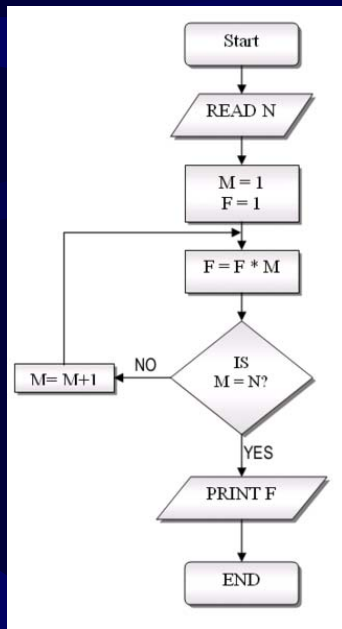 Start
READ N
M = 1
F = 1
F = F * M
IS
M = N?
NO
M= M+1
YES
PRINT F
END